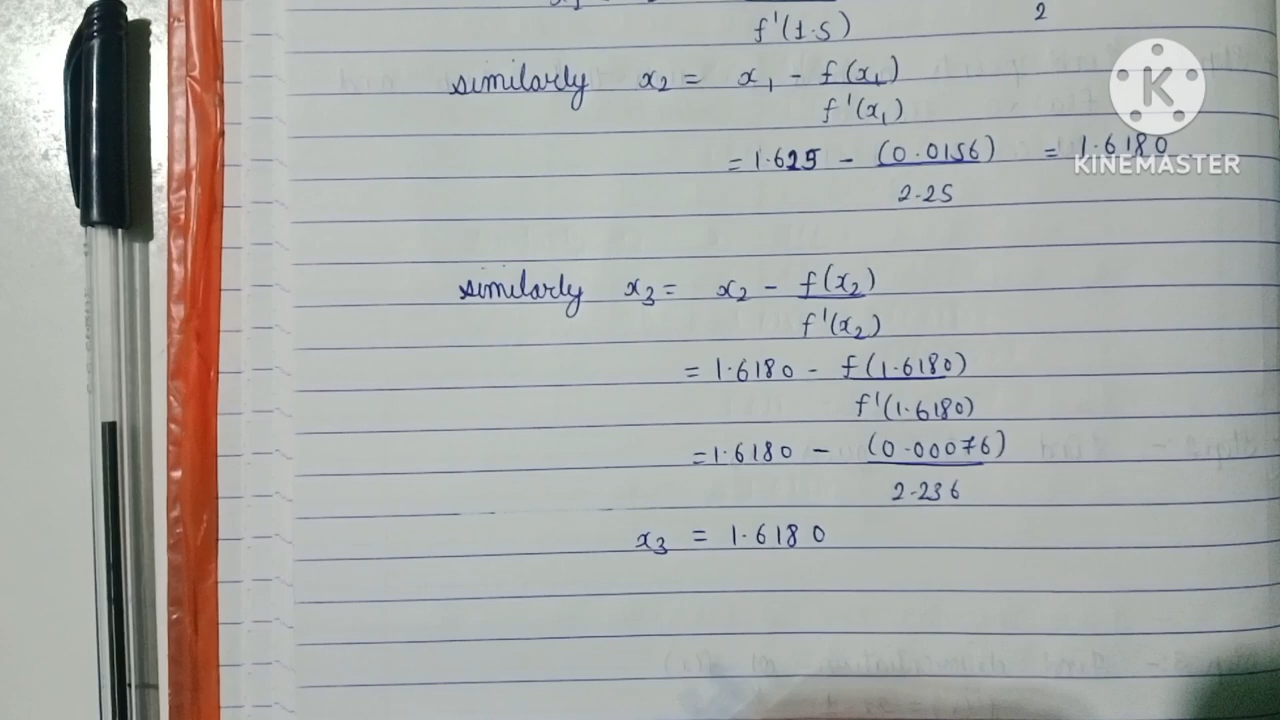 f'(1.5) 2
similarly x₂ = x₁ - f(x₁)
f'(x₁)
= 1.625 - (0.0156) = 1.6180
2.25
similarly x₃ = x₂ - f(x₂)
f'(x₂)
= 1.6180 - f(1.6180)
f'(1.6180)
= 1.6180 - (0.00076)
2.236
x₃ = 1.6180
K
KINEMASTER